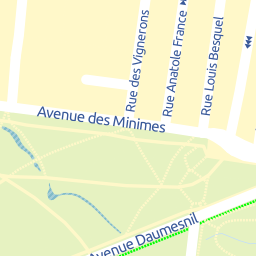 Rue des Vignerons
Rue Anatole France
Rue Louis Besquel
Avenue des Minimes
Avenue Daumesnil